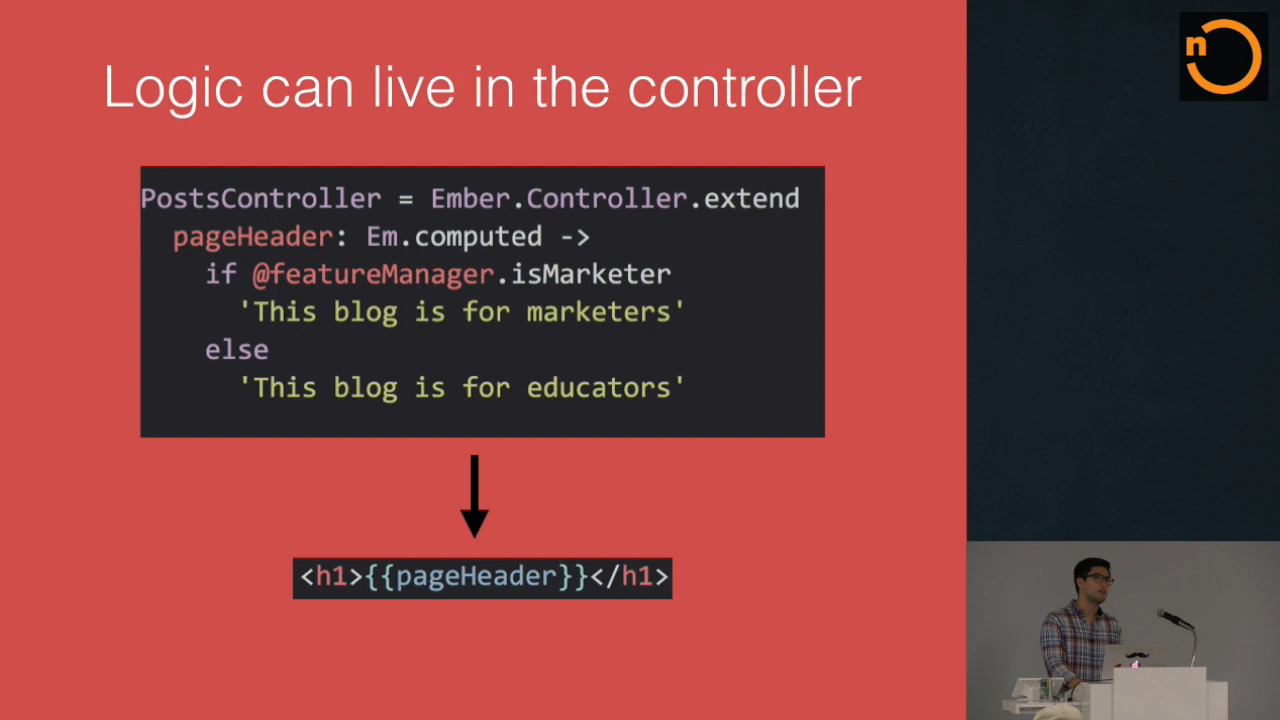 Logic can live in the controller
n
PostsController = Ember.Controller.extend
  pageHeader: Em.computed ->
    if @featureManager.isMarketer
      'This blog is for marketers'
    else
      'This blog is for educators'
<h1>{{pageHeader}}</h1>